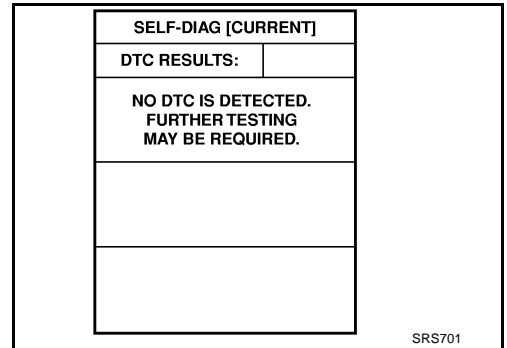 SELF-DIAG [CURRENT]
DTC RESULTS:
NO DTC IS DETECTED.
FURTHER TESTING
MAY BE REQUIRED.
SRS701